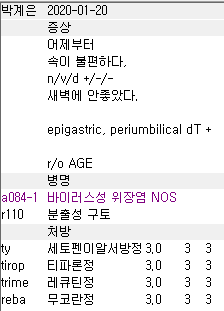 박계은 2020-01-20
증상
어제부터
속이 불편하다,
n/v/d +/-/-
새벽에 안좋았다,
epigastric, periumbilical dT +
r/o AGE
병명
a084-1 바이러스성 위장염 NOS
r110 분출성 구토
처방
ty 세토펜이알서방정 3,0 3 3
tirop 티파론정 3,0 3 3
trime 레큐틴정 3,0 3 3
reba 무코란정 3,0 3 3